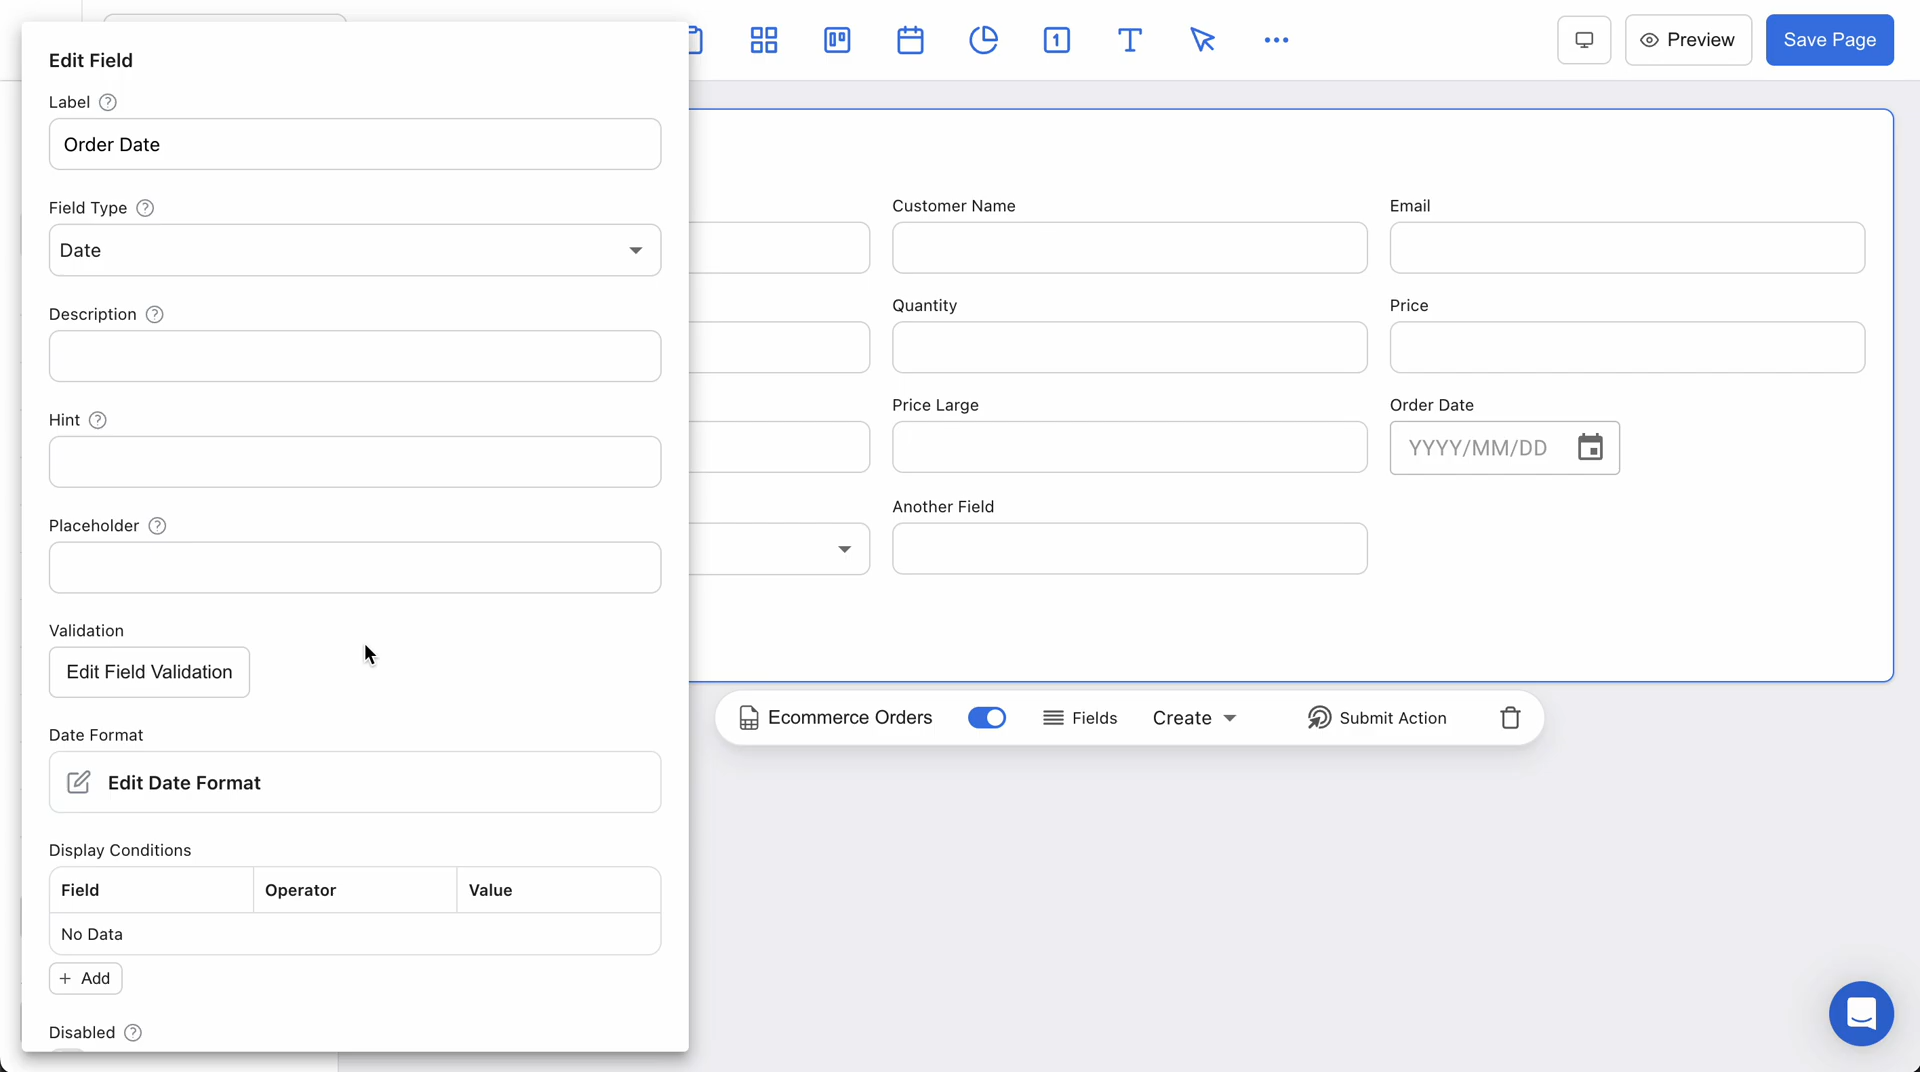 Edit Field
Label
Order Date
Field Type
Date
Description
Hint
Placeholder
Validation
Edit Field Validation
Date Format
Edit Date Format
Display Conditions
Field Operator Value
No Data
+ Add
Disabled
1
T
Preview
Save Page
Customer Name
Email
Quantity
Price
Price Large
Order Date
YYYY/MM/DD
Another Field
Ecommerce Orders
Fields
Create
Submit Action